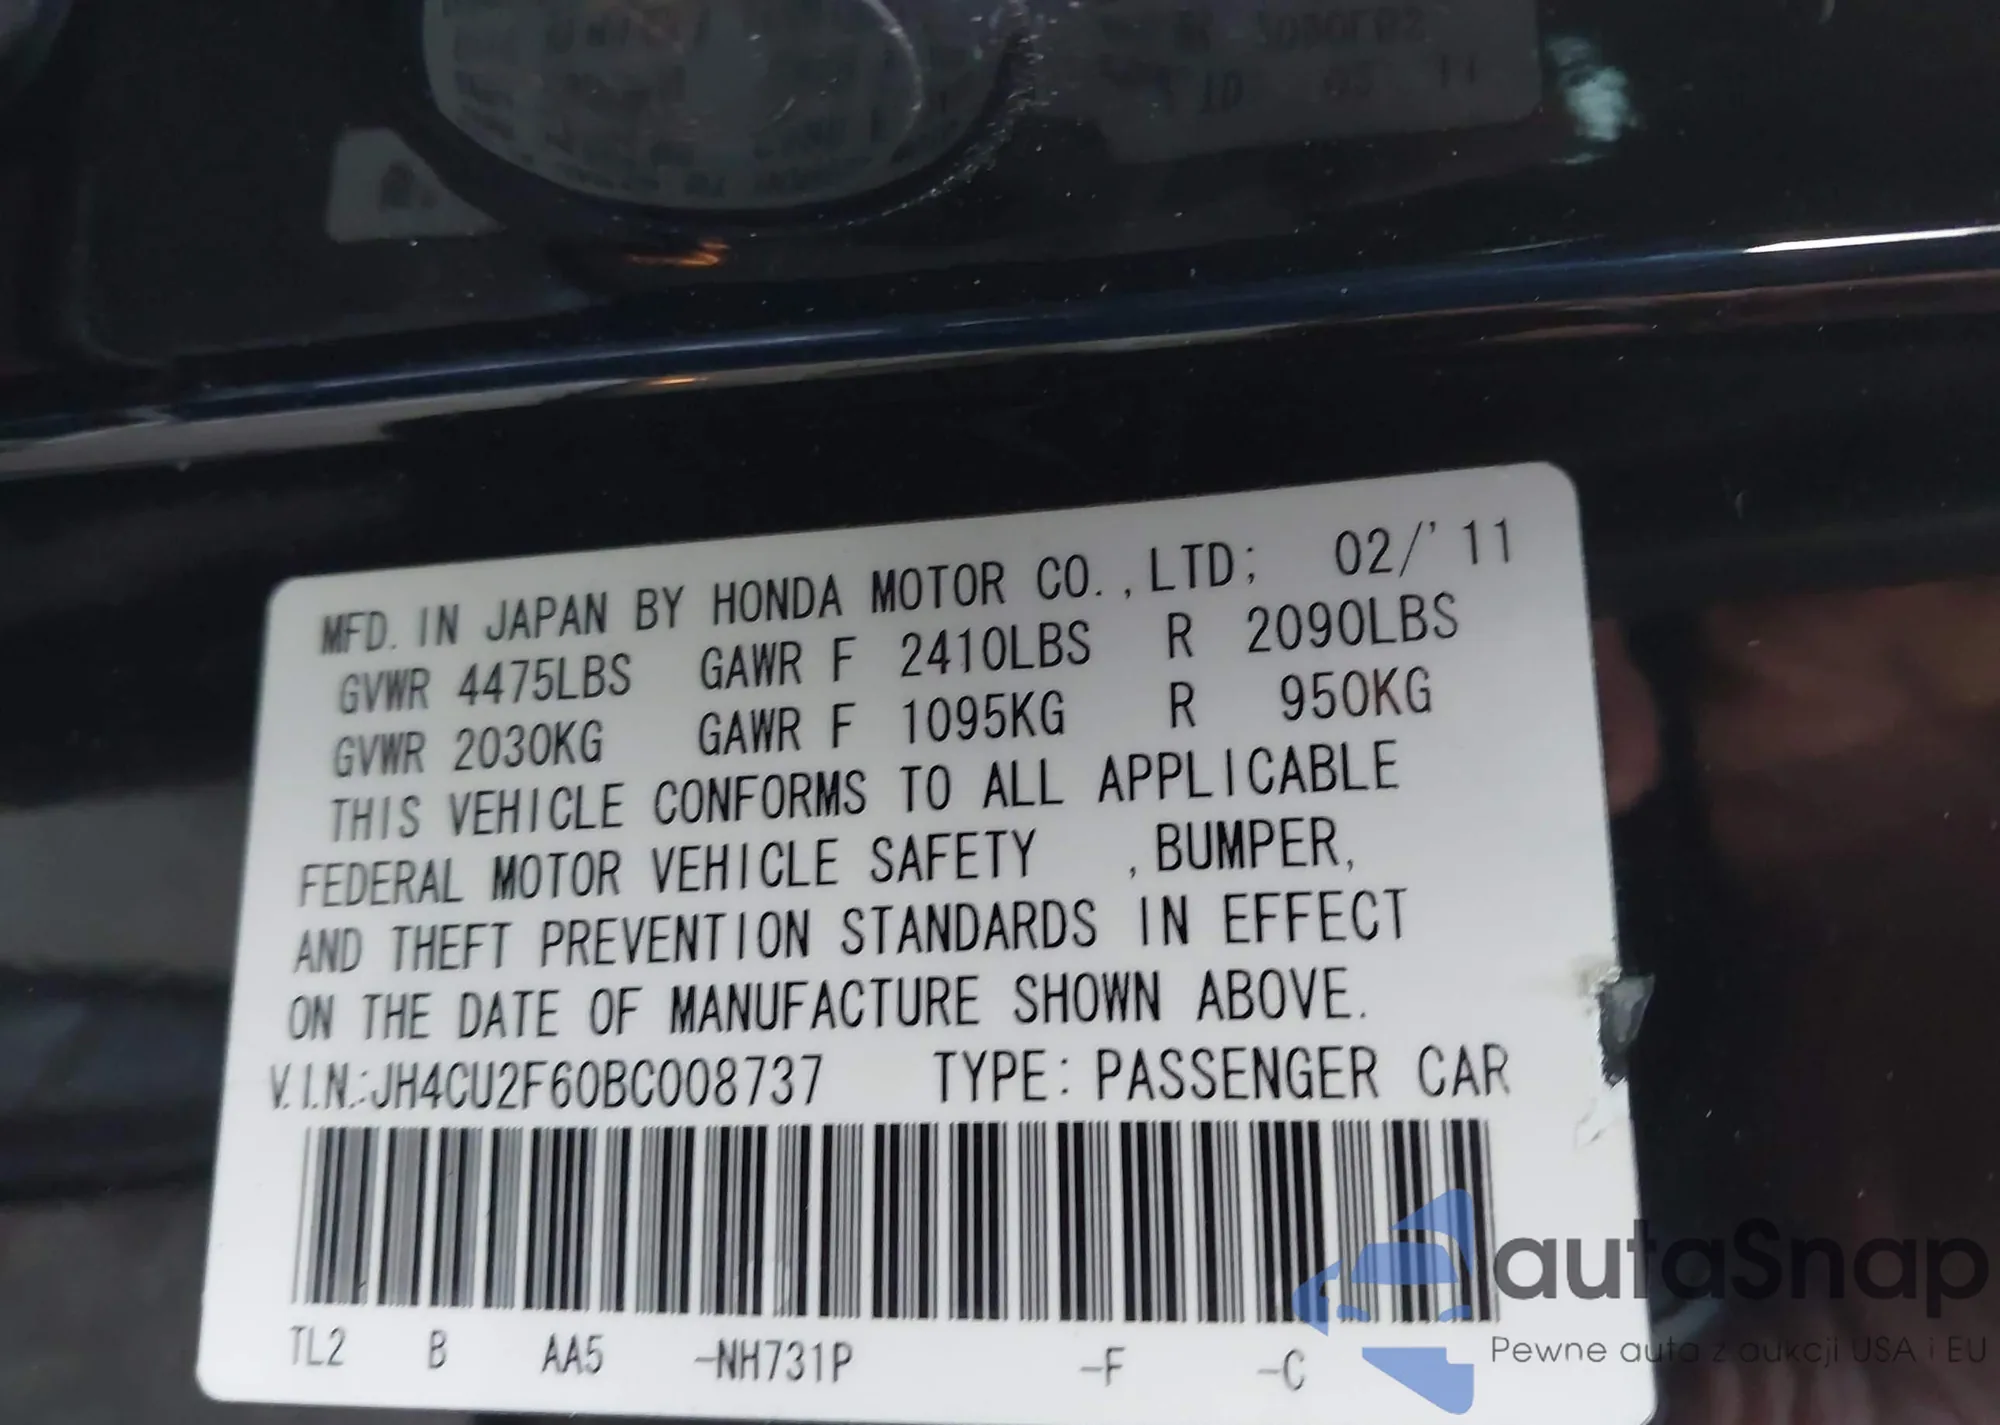 MFD. IN JAPAN BY HONDA MOTOR CO., LTD; 02/'11
GVWR 4475LBS GAWR F 2410LBS R 2090LBS
GVWR 2030KG GAWR F 1095KG R 950KG
THIS VEHICLE CONFORMS TO ALL APPLICABLE
FEDERAL MOTOR VEHICLE SAFETY , BUMPER,
AND THEFT PREVENTION STANDARDS IN EFFECT
ON THE DATE OF MANUFACTURE SHOWN ABOVE.
V.I.N.:JH4CU2F60BC008737 TYPE: PASSENGER CAR
TL2 B AA5 -NH731P -F -C
autaSnap
Pewne auta z aukcji USA i EU